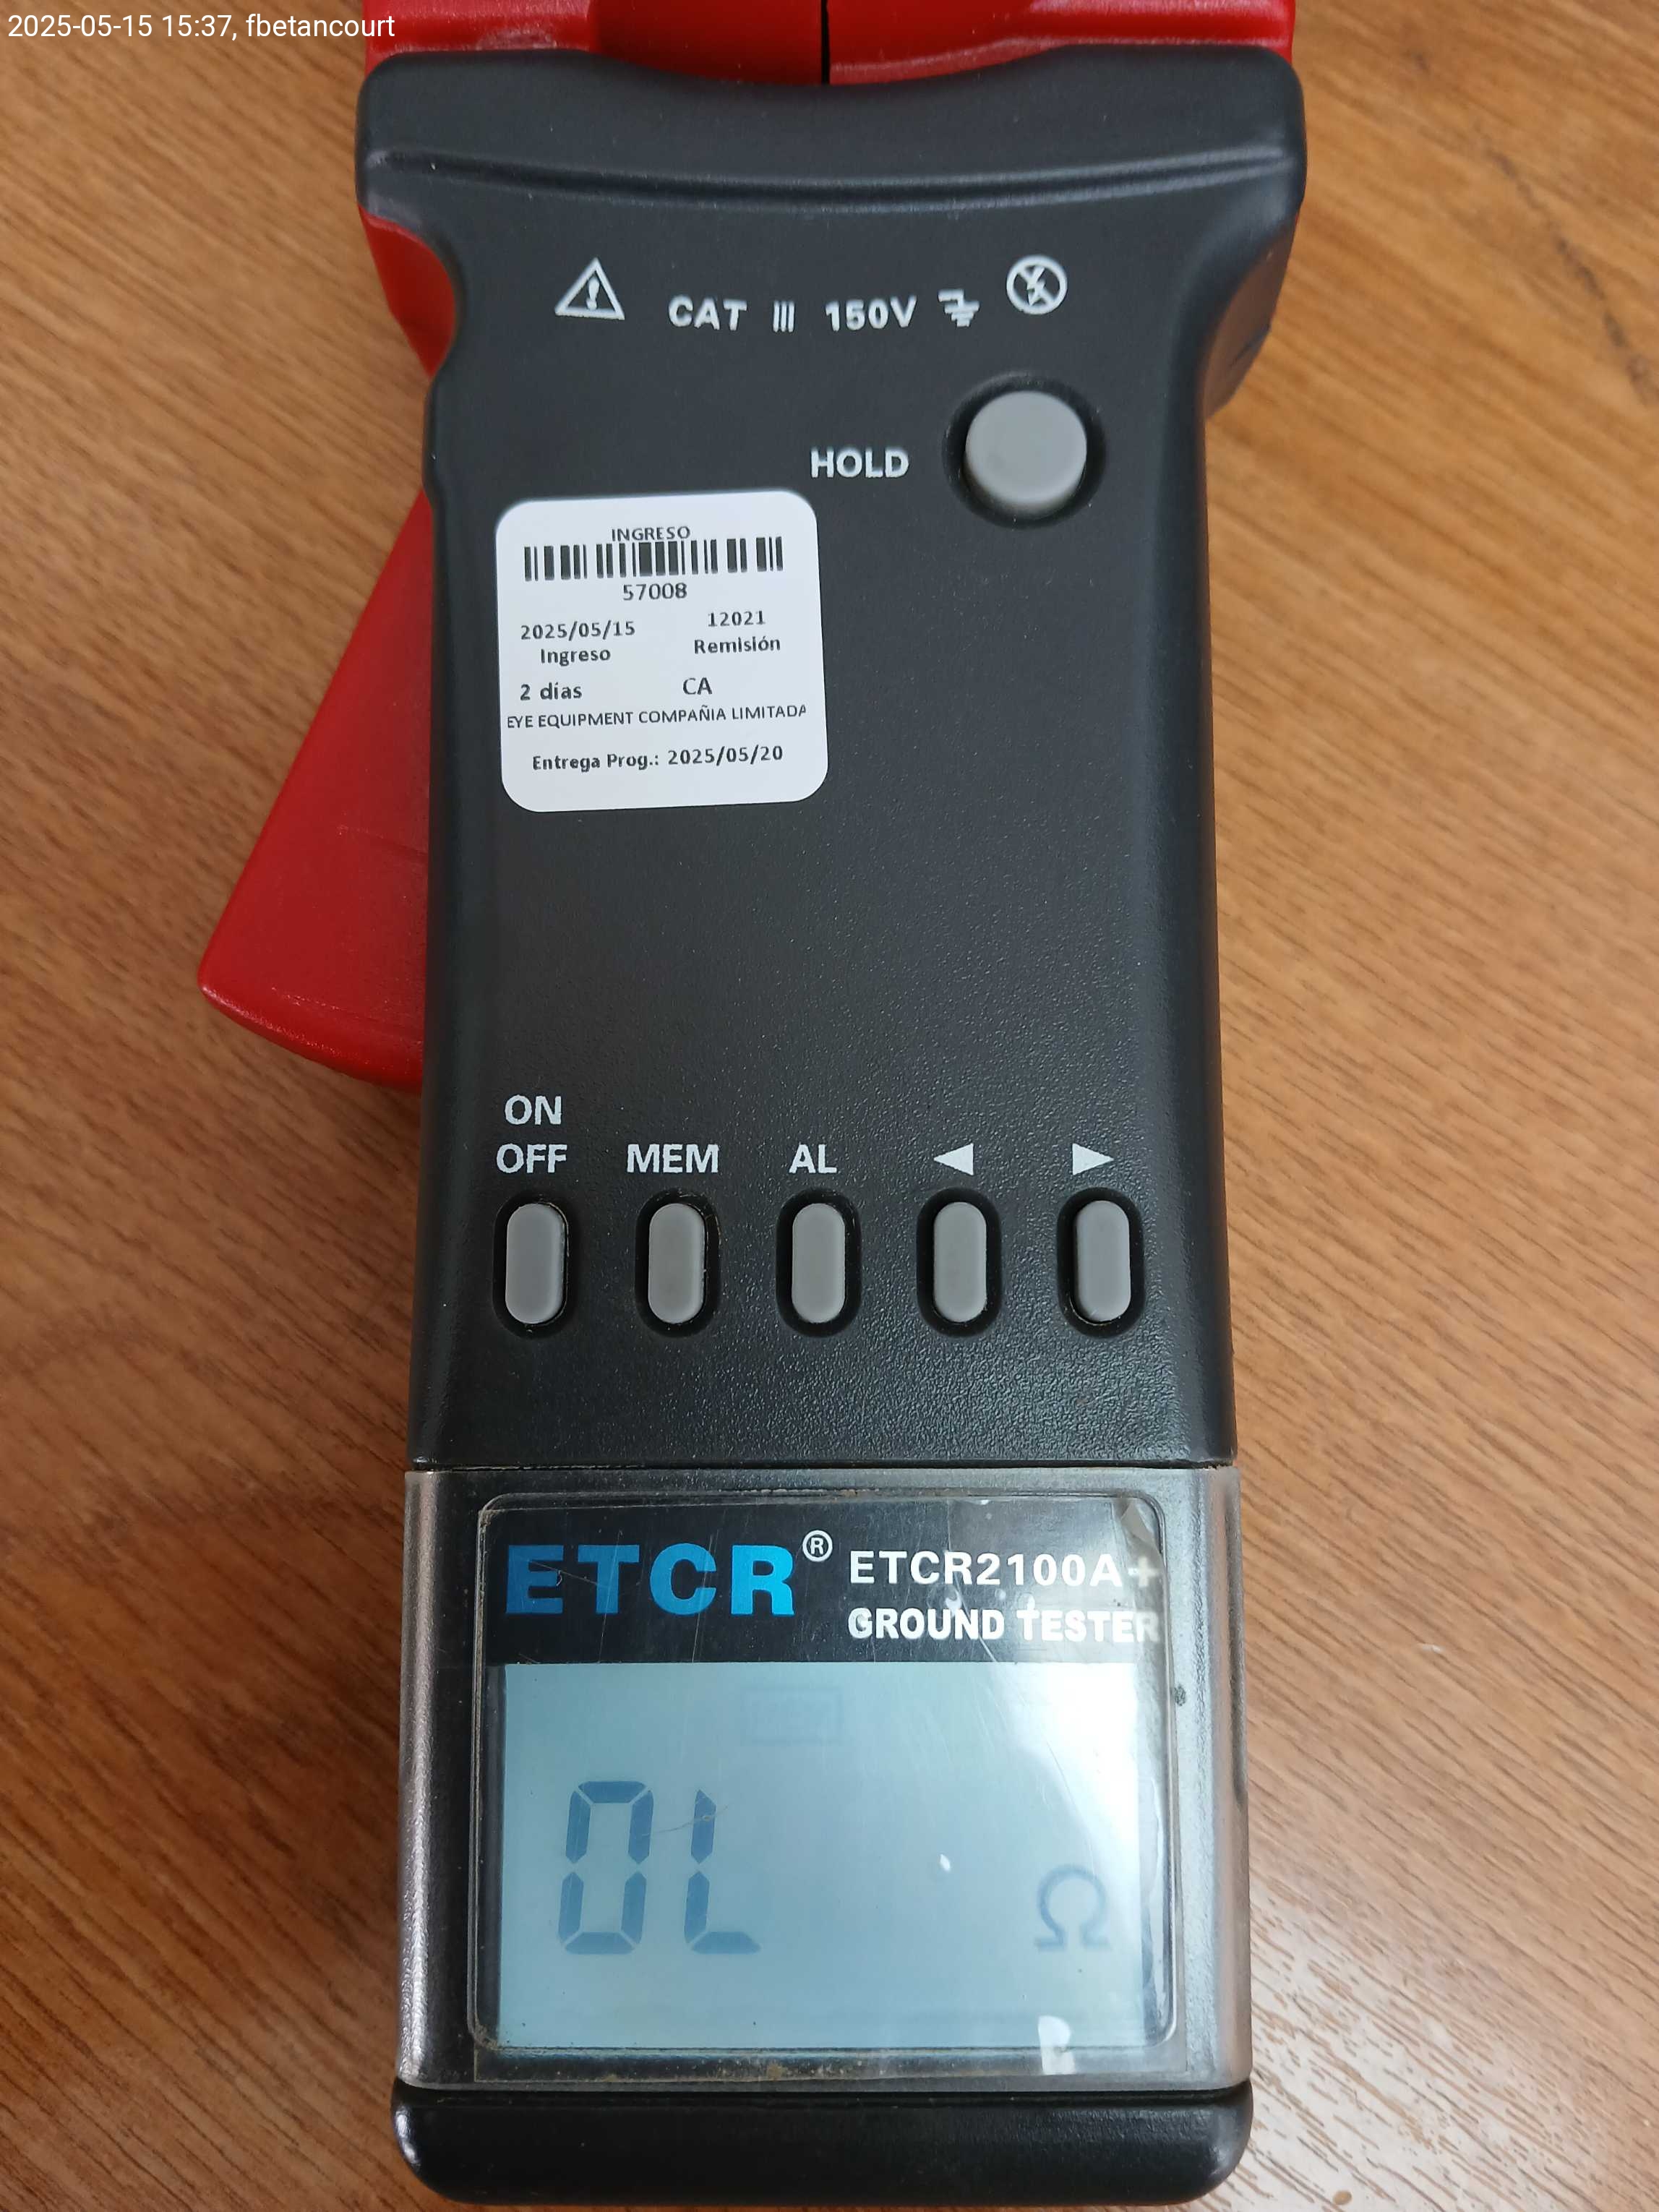 2025-05-15 15:37, fbetancourt
CAT III 150V
HOLD
INGRESO
57008
2025/05/15 12021
Ingreso Remisión
2 días CA
EYE EQUIPMENT COMPAÑIA LIMITADA
Entrega Prog.: 2025/05/20
ON
OFF MEM AL ◀ ▶
ETCR® ETCR2100A+
GROUND TESTER
OL Ω